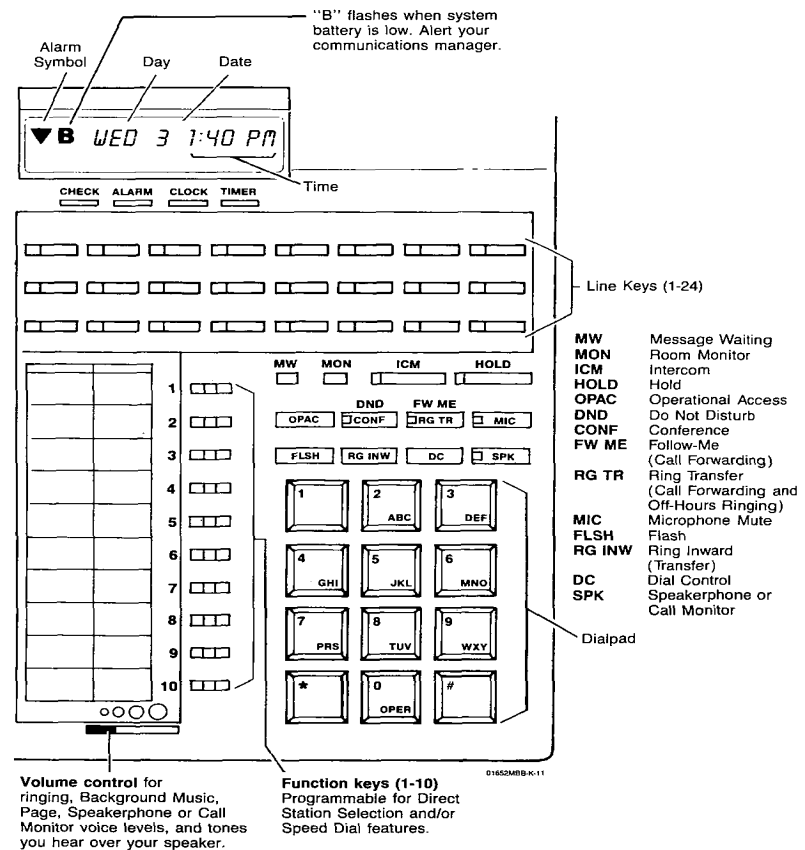 "B" flashes when system
battery is low. Alert your
communications manager.
Alarm
Symbol
Day
Date
B WED 3 1:40 PM
Time
CHECK ALARM CLOCK TIMER
Line Keys (1-24)
MW MON ICM HOLD
DND FW ME
OPAC CONF RG TR MIC
FLSH RG INW DC SPK
1
2
3
4
5
6
7
8
9
10
1 2 ABC 3 DEF
4 GHI 5 JKL 6 MNO
7 PRS 8 TUV 9 WXY
* 0 OPER #
Dialpad
MW Message Waiting
MON Room Monitor
ICM Intercom
HOLD Hold
OPAC Operational Access
DND Do Not Disturb
CONF Conference
FW ME Follow-Me
(Call Forwarding)
RG TR Ring Transfer
(Call Forwarding and
Off-Hours Ringing)
MIC Microphone Mute
FLSH Flash
RG INW Ring Inward
(Transfer)
DC Dial Control
SPK Speakerphone or
Call Monitor
01652MBB-K-11
Volume control for
ringing, Background Music,
Page, Speakerphone or Call
Monitor voice levels, and tones
you hear over your speaker.
Function keys (1-10)
Programmable for Direct
Station Selection and/or
Speed Dial features.